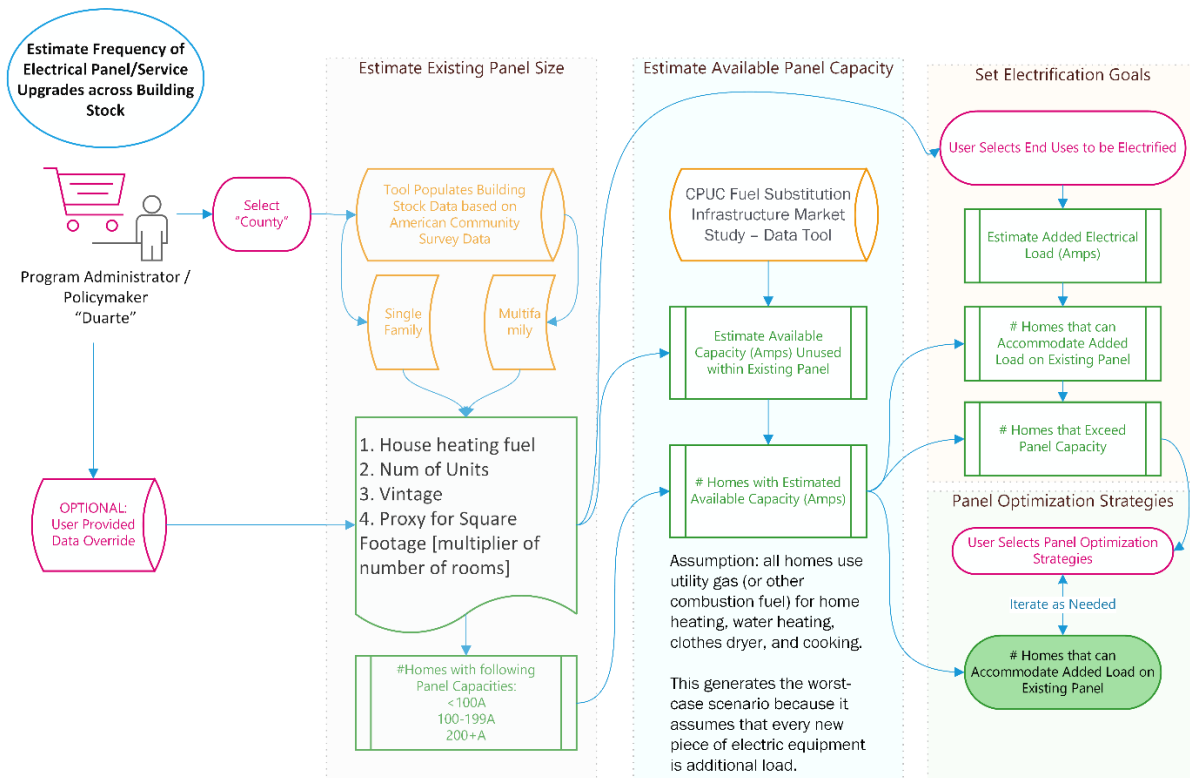 Estimate Frequency of
Electrical Panel/Service
Upgrades across Building
Stock
Program Administrator /
Policymaker
"Duarte"
Select
"County"
OPTIONAL:
User Provided
Data Override
Estimate Existing Panel Size
Tool Populates Building
Stock Data based on
American Community
Survey Data
Single
Family
Multifa
mily
1. House heating fuel
2. Num of Units
3. Vintage
4. Proxy for Square
Footage [multiplier of
number of rooms]
#Homes with following
Panel Capacities:
<100A
100-199A
200+A
Estimate Available Panel Capacity
CPUC Fuel Substitution
Infrastructure Market
Study – Data Tool
Estimate Available
Capacity (Amps) Unused
within Existing Panel
# Homes with Estimated
Available Capacity (Amps)
Assumption: all homes use
utility gas (or other
combustion fuel) for home
heating, water heating,
clothes dryer, and cooking.
This generates the worst-
case scenario because it
assumes that every new
piece of electric equipment
is additional load.
Set Electrification Goals
User Selects End Uses to be Electrified
Estimate Added Electrical
Load (Amps)
# Homes that can
Accommodate Added
Load on Existing Panel
# Homes that Exceed
Panel Capacity
Panel Optimization Strategies
User Selects Panel Optimization
Strategies
Iterate as Needed
# Homes that can
Accommodate Added Load on
Existing Panel